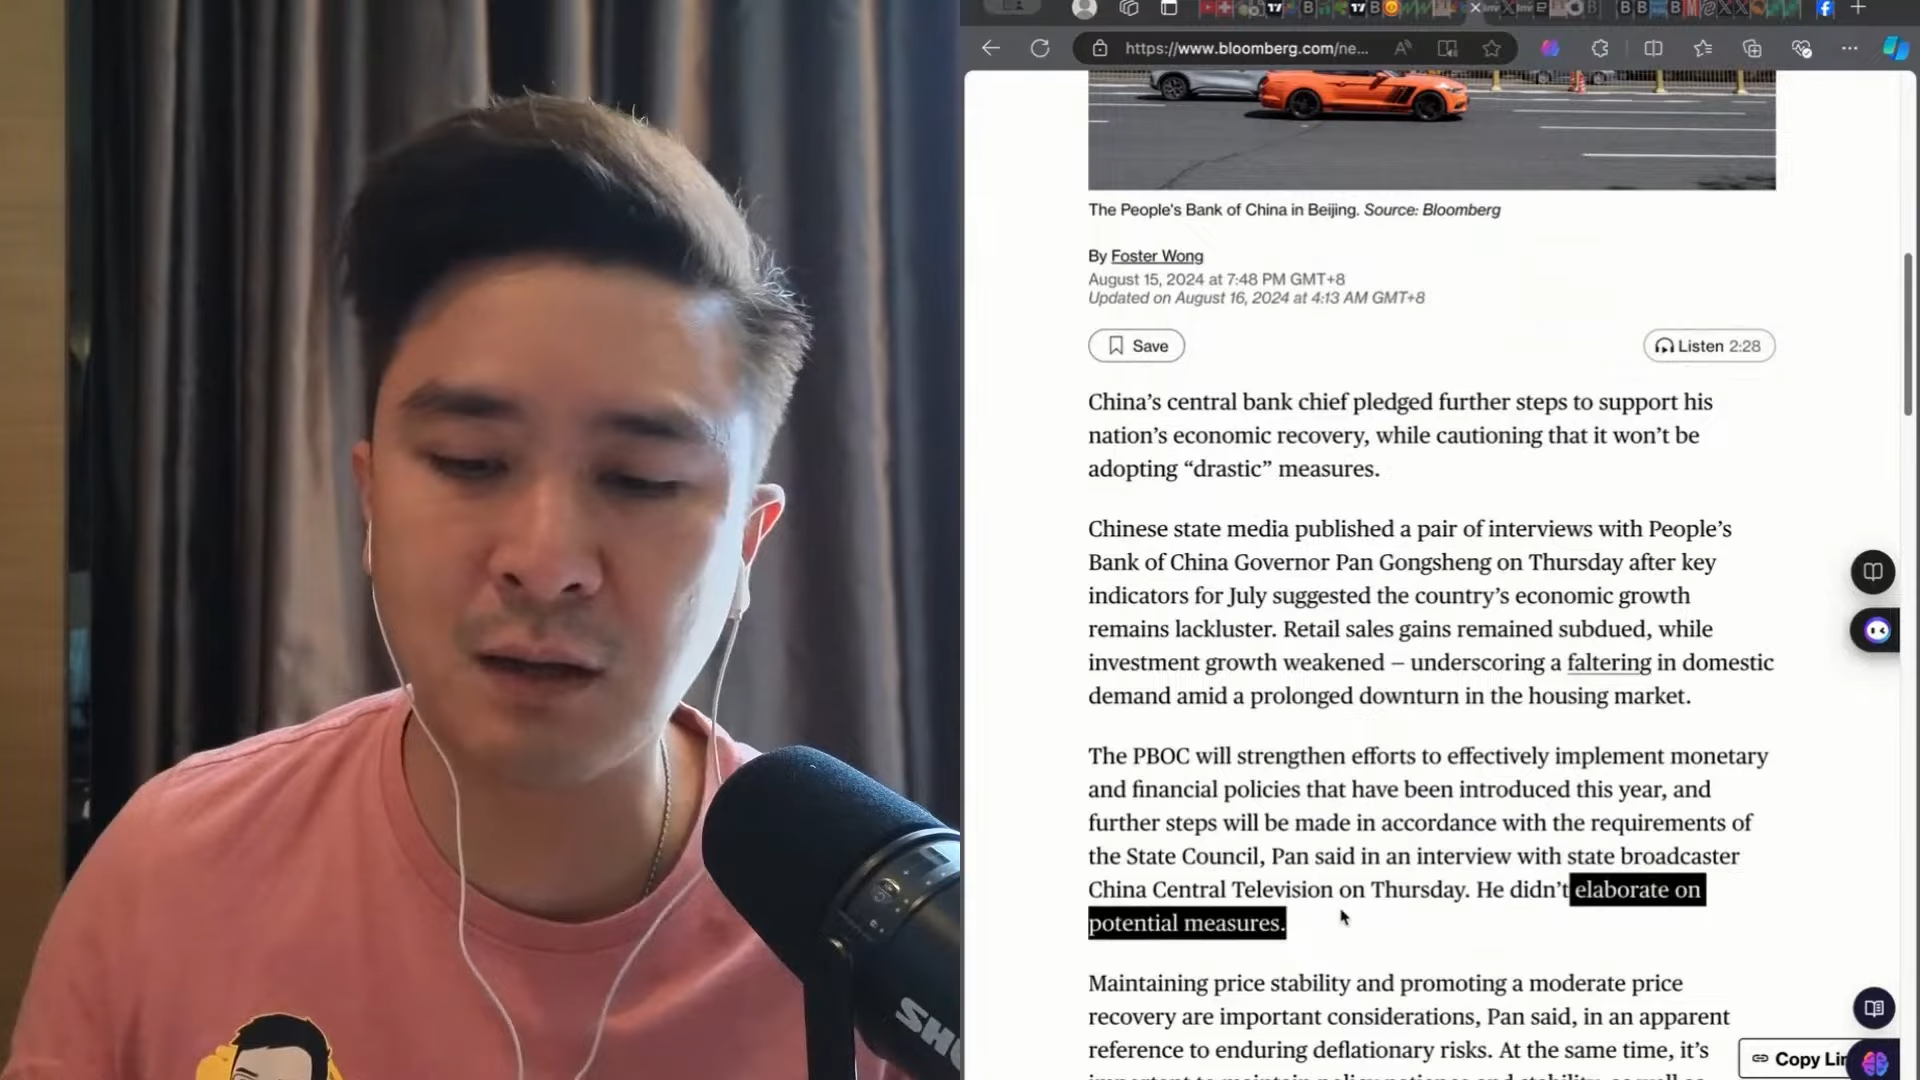 https://www.bloomberg.com/ne...
The People's Bank of China in Beijing. Source: Bloomberg
By Foster Wong
August 15, 2024 at 7:48 PM GMT+8
Updated on August 16, 2024 at 4:13 AM GMT+8
Save
Listen 2:28
China’s central bank chief pledged further steps to support his
nation’s economic recovery, while cautioning that it won’t be
adopting “drastic” measures.
Chinese state media published a pair of interviews with People’s
Bank of China Governor Pan Gongsheng on Thursday after key
indicators for July suggested the country’s economic growth
remains lackluster. Retail sales gains remained subdued, while
investment growth weakened – underscoring a faltering in domestic
demand amid a prolonged downturn in the housing market.
The PBOC will strengthen efforts to effectively implement monetary
and financial policies that have been introduced this year, and
further steps will be made in accordance with the requirements of
the State Council, Pan said in an interview with state broadcaster
China Central Television on Thursday. He didn’t elaborate on
potential measures.
Maintaining price stability and promoting a moderate price
recovery are important considerations, Pan said, in an apparent
reference to enduring deflationary risks. At the same time, it’s
Copy Lin
SHU